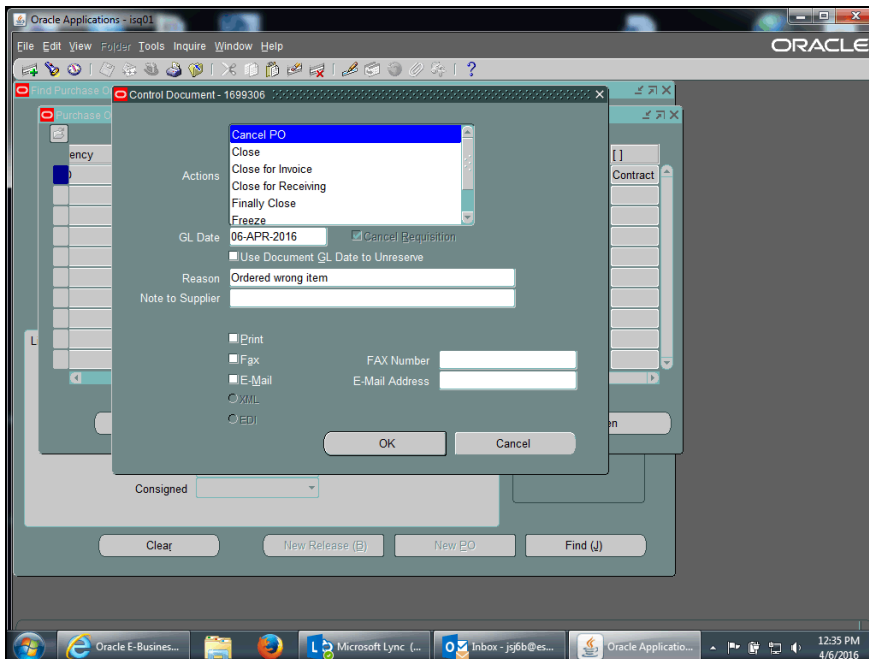 Oracle Applications - isq01
File Edit View Folder Tools Inquire Window Help
ORACLE
Find Purchase O
Control Document - 1699306
Purchase O
ency
[ ]
Contract
Actions
Cancel PO
Close
Close for Invoice
Close for Receiving
Finally Close
Freeze
GL Date 06-APR-2016 Cancel Requisition
Use Document GL Date to Unreserve
Reason Ordered wrong item
Note to Supplier
L
Print
Fax FAX Number
E-Mail E-Mail Address
XML
EDI
en
OK Cancel
Consigned
Clear New Release (B) New PO Find (J)
Oracle E-Busines... Microsoft Lync (... Inbox - jsj6b@es... Oracle Applicatio... 12:35 PM
4/6/2016